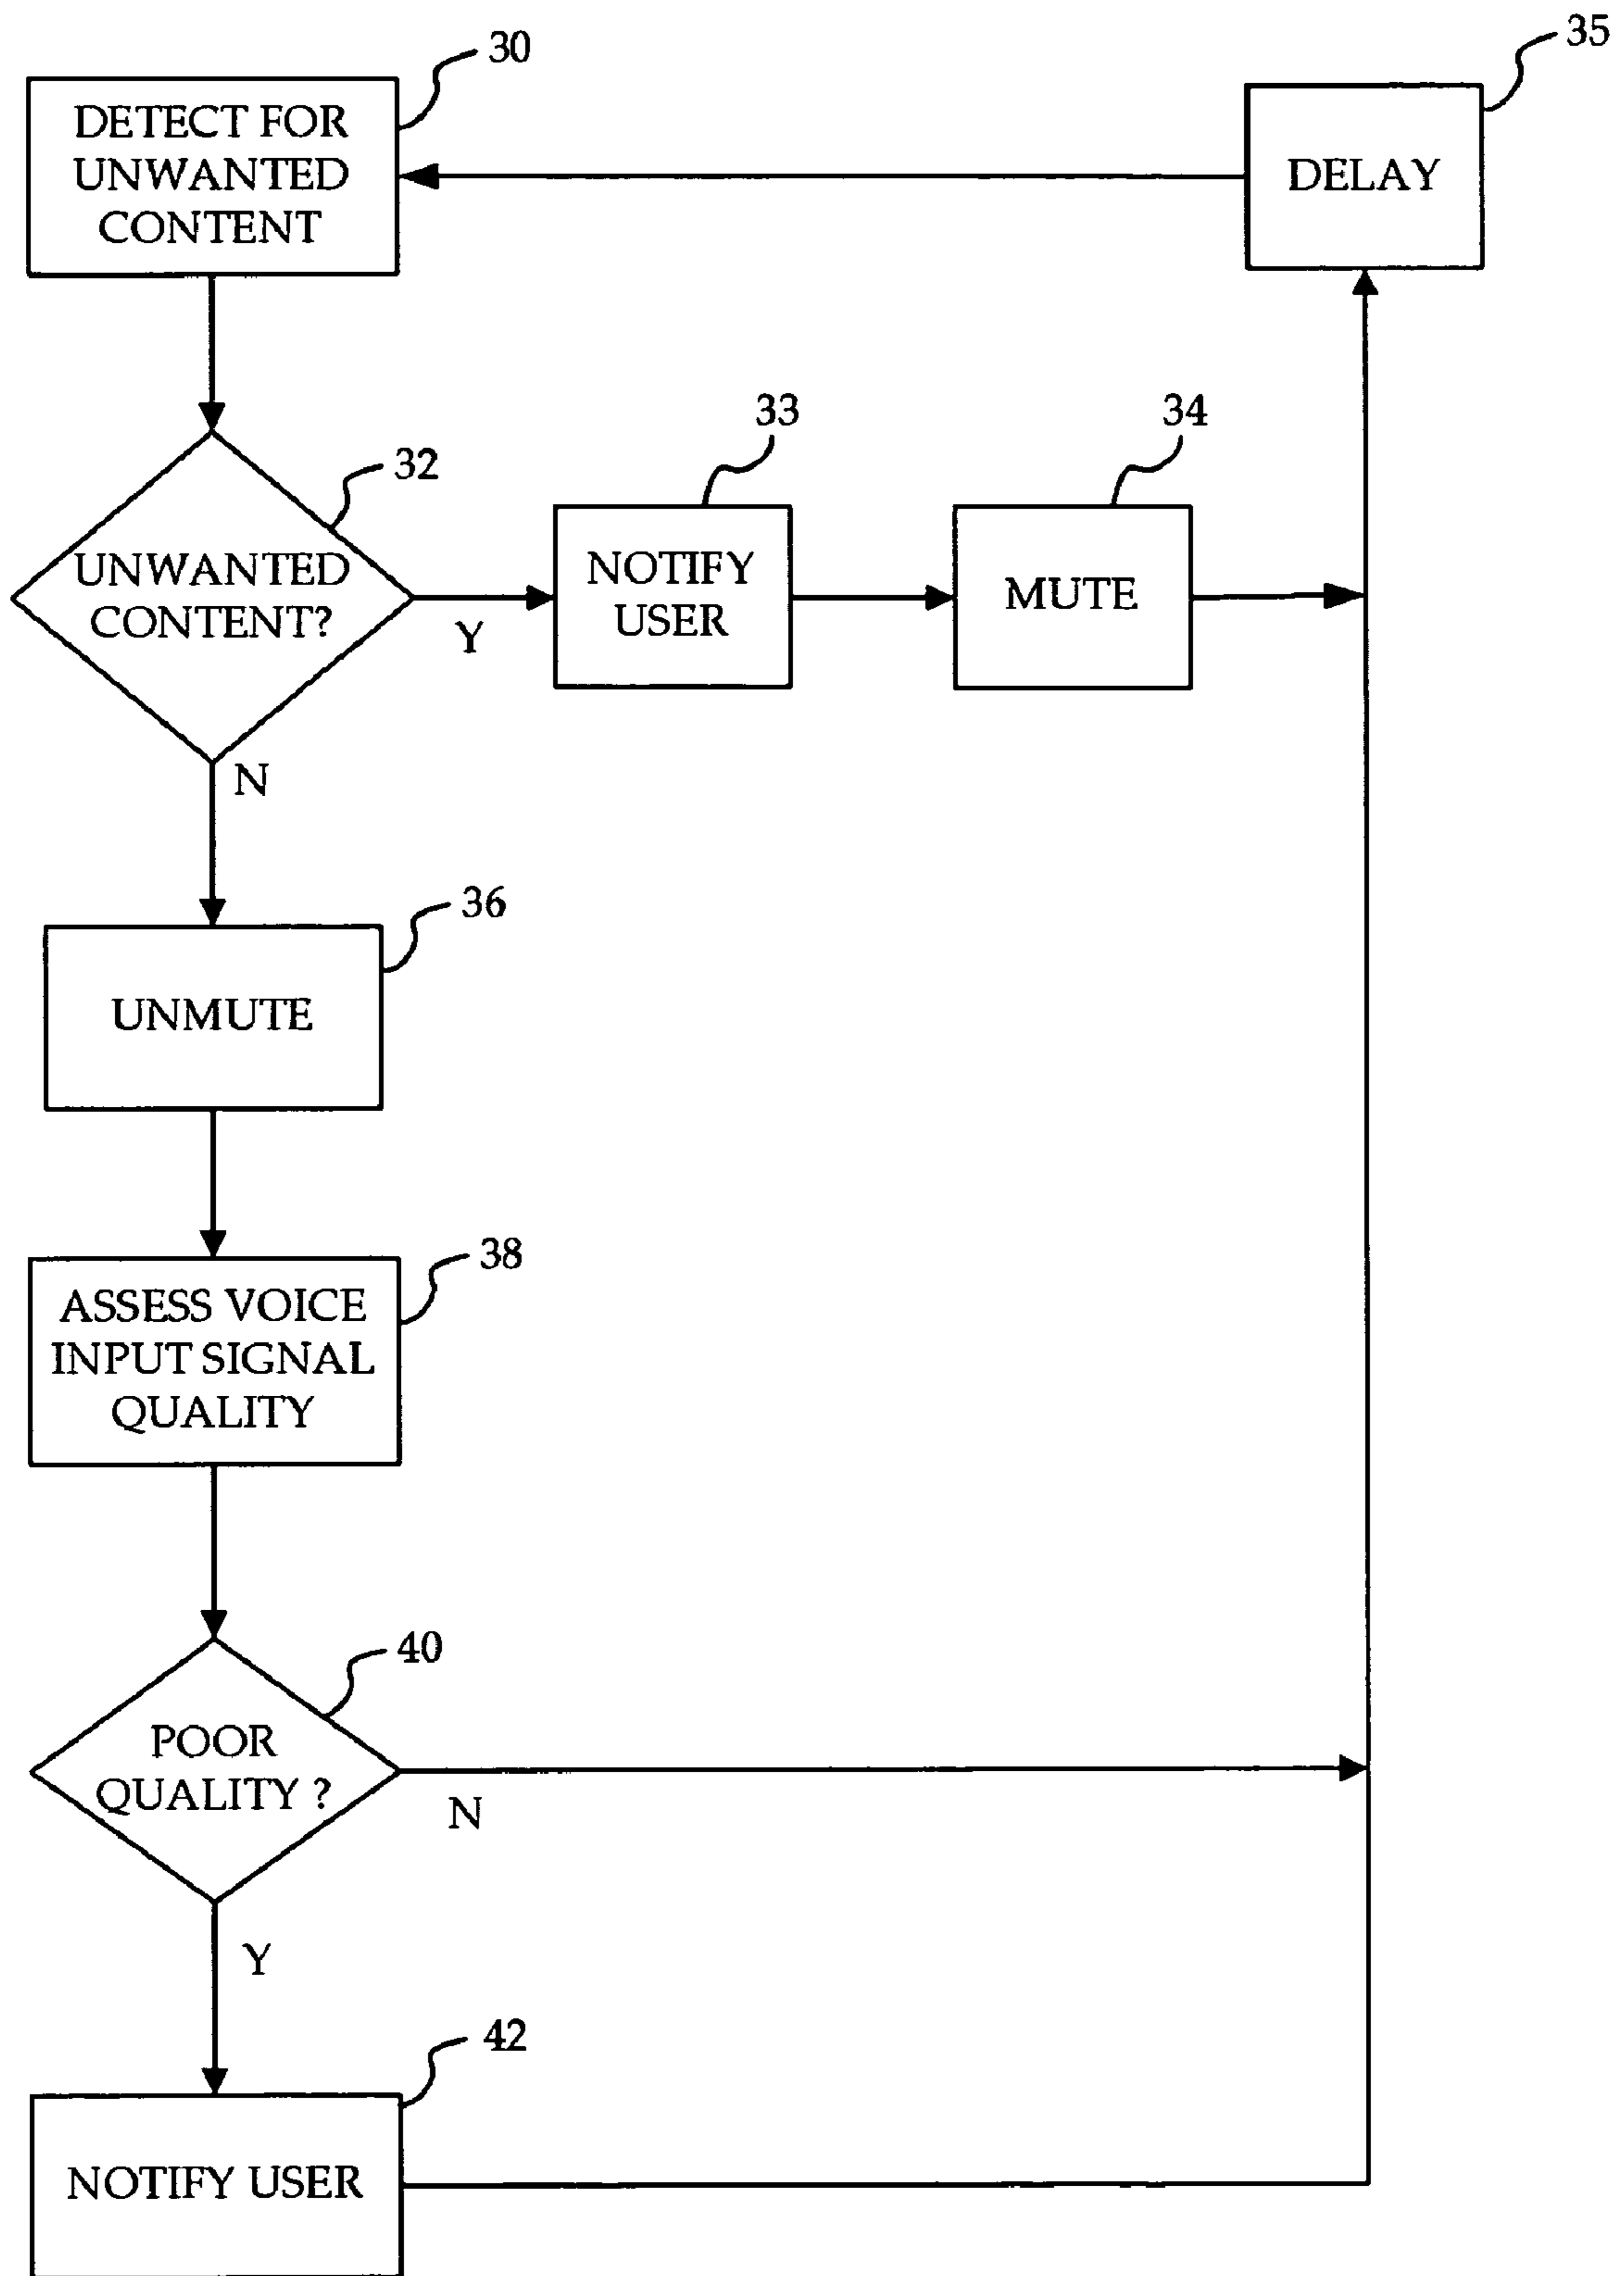 30
35
DETECT FOR
UNWANTED
CONTENT
DELAY
33
34
32
UNWANTED
CONTENT?
Y
NOTIFY
USER
MUTE
N
36
UNMUTE
38
ASSESS VOICE
INPUT SIGNAL
QUALITY
40
POOR
QUALITY ?
N
Y
42
NOTIFY USER